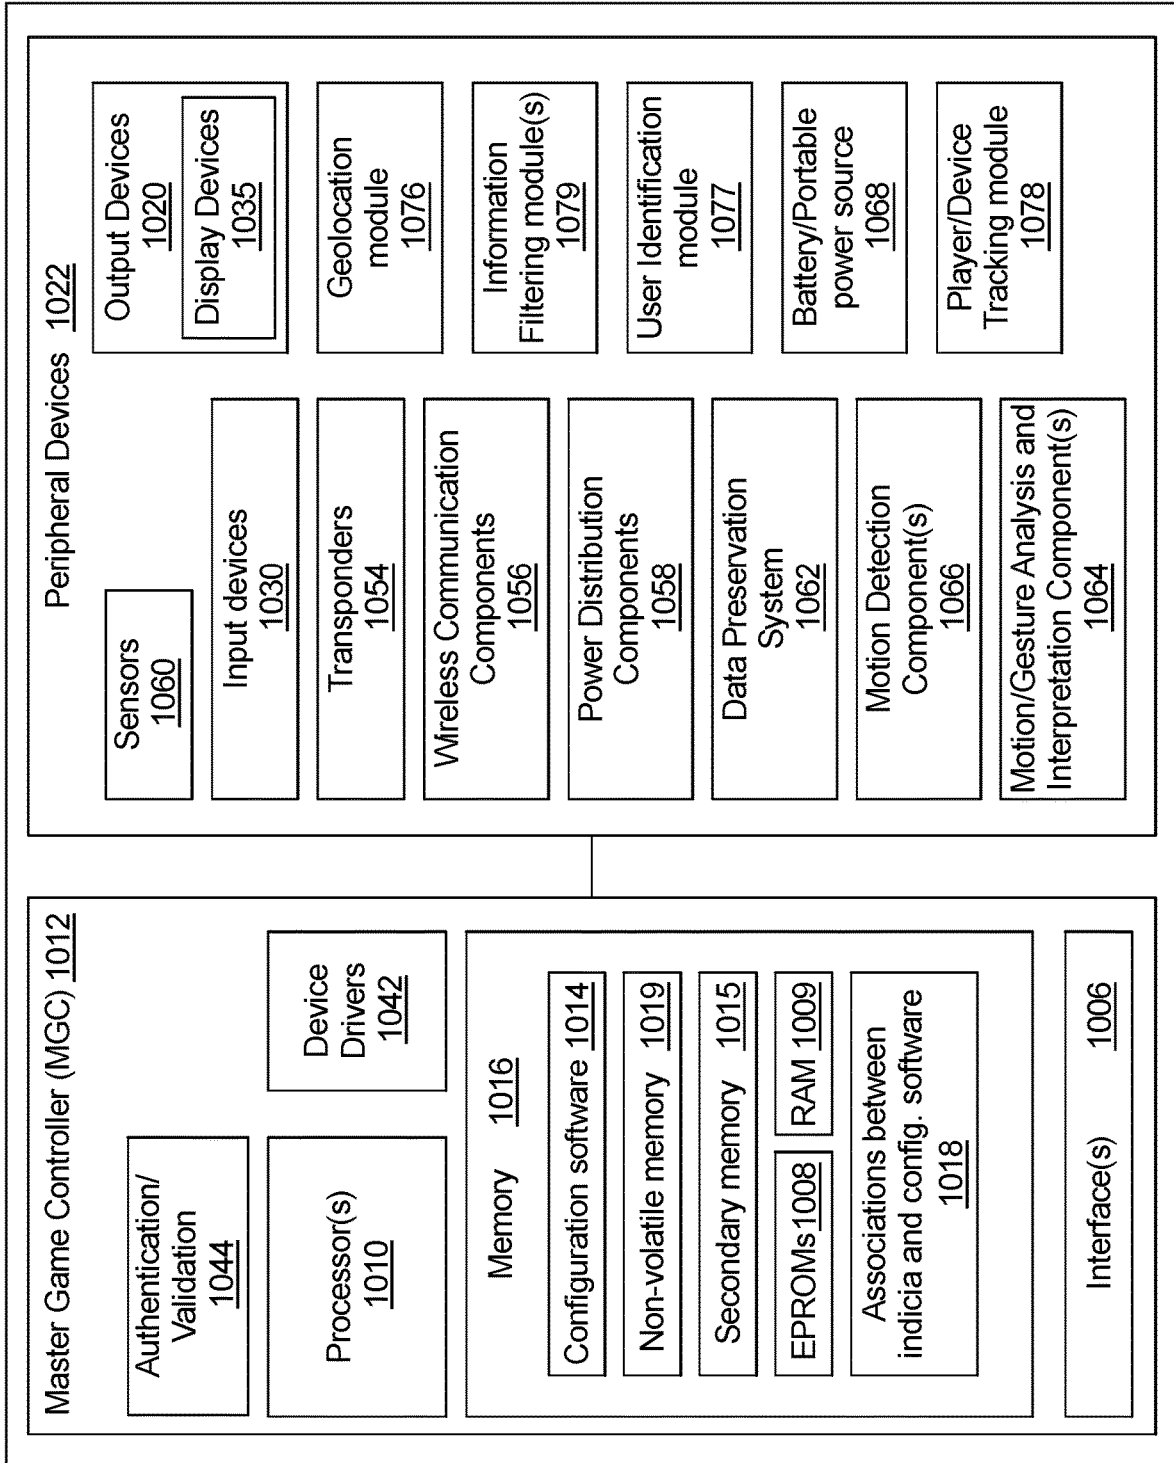 Master Game Controller (MGC) 1012
Authentication/
Validation
1044
Processor(s)
1010
Device
Drivers
1042
Memory 1016
Configuration software 1014
Non-volatile memory 1019
Secondary memory 1015
EPROMs1008
RAM 1009
Associations between
indicia and config. software
1018
Interface(s) 1006
Peripheral Devices 1022
Sensors
1060
Input devices
1030
Transponders
1054
Wireless Communication
Components
1056
Power Distribution
Components
1058
Data Preservation
System
1062
Motion Detection
Component(s)
1066
Motion/Gesture Analysis and
Interpretation Component(s)
1064
Output Devices
1020
Display Devices
1035
Geolocation
module
1076
Information
Filtering module(s)
1079
User Identification
module
1077
Battery/Portable
power source
1068
Player/Device
Tracking module
1078